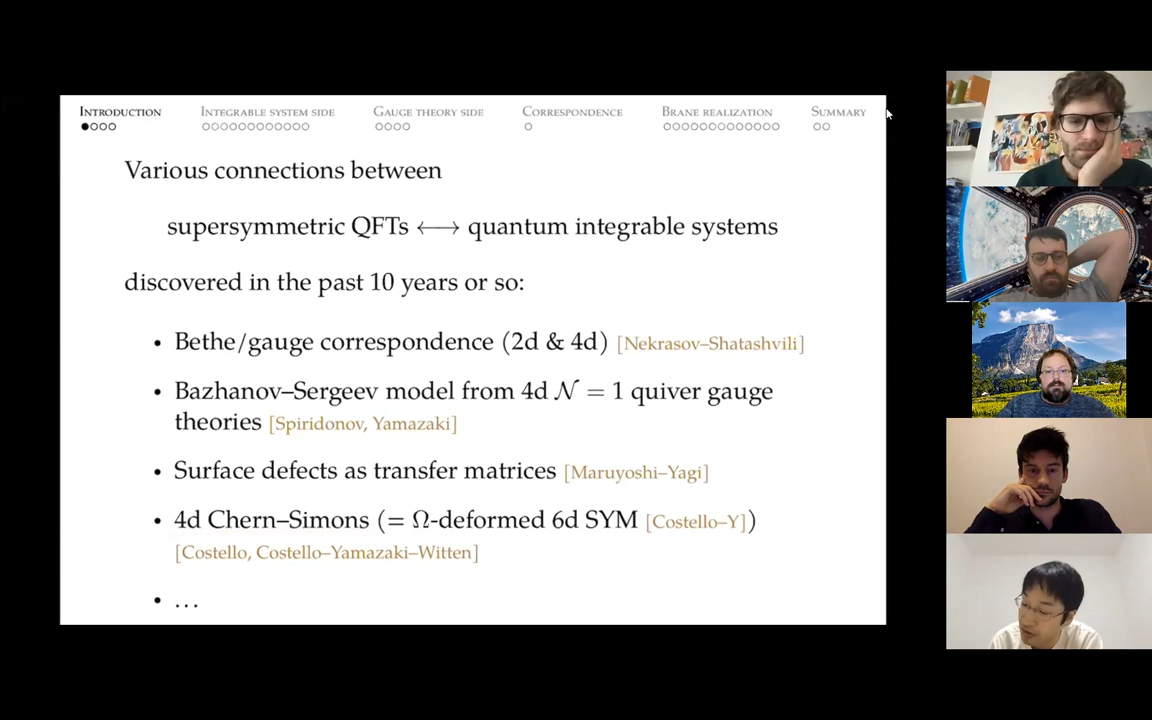 INTRODUCTION INTEGRABLE SYSTEM SIDE GAUGE THEORY SIDE CORRESPONDENCE BRANE REALIZATION SUMMARY
Various connections between
supersymmetric QFTs ⟷ quantum integrable systems
discovered in the past 10 years or so:
• Bethe/gauge correspondence (2d & 4d) [Nekrasov–Shatashvili]
• Bazhanov–Sergeev model from 4d 𝒩 = 1 quiver gauge
theories [Spiridonov, Yamazaki]
• Surface defects as transfer matrices [Maruyoshi–Yagi]
• 4d Chern–Simons (= Ω-deformed 6d SYM [Costello–Y])
[Costello, Costello–Yamazaki–Witten]
• ...